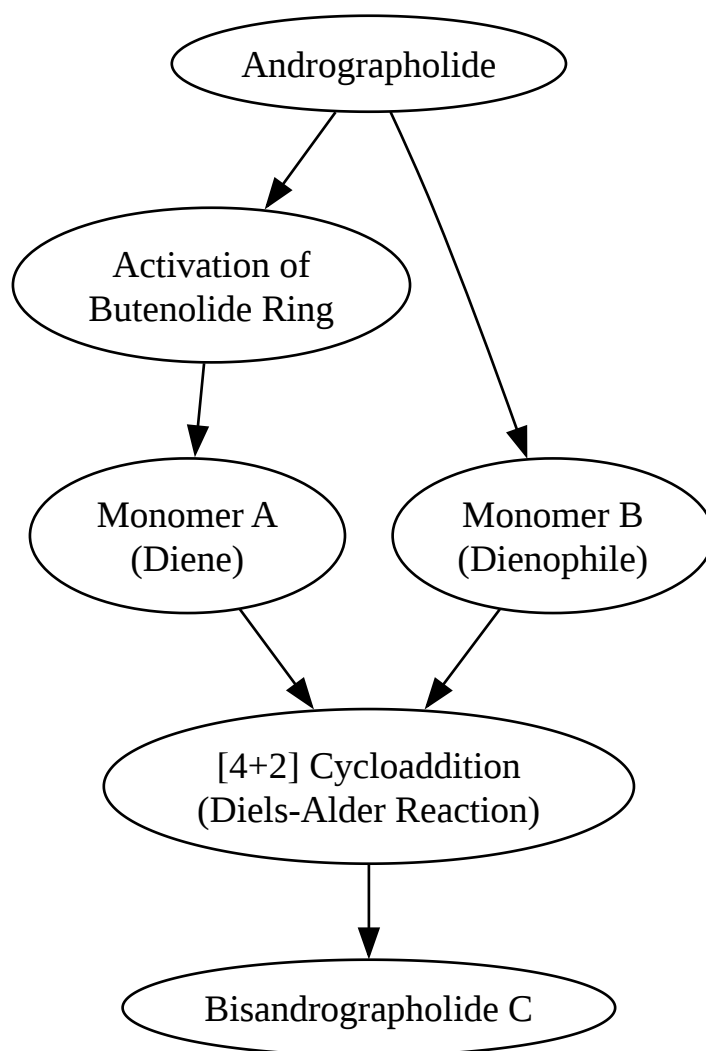 Andrographolide
Activation of
Butenolide Ring
Monomer A
(Diene)
Monomer B
(Dienophile)
[4+2] Cycloaddition
(Diels-Alder Reaction)
Bisandrographolide C